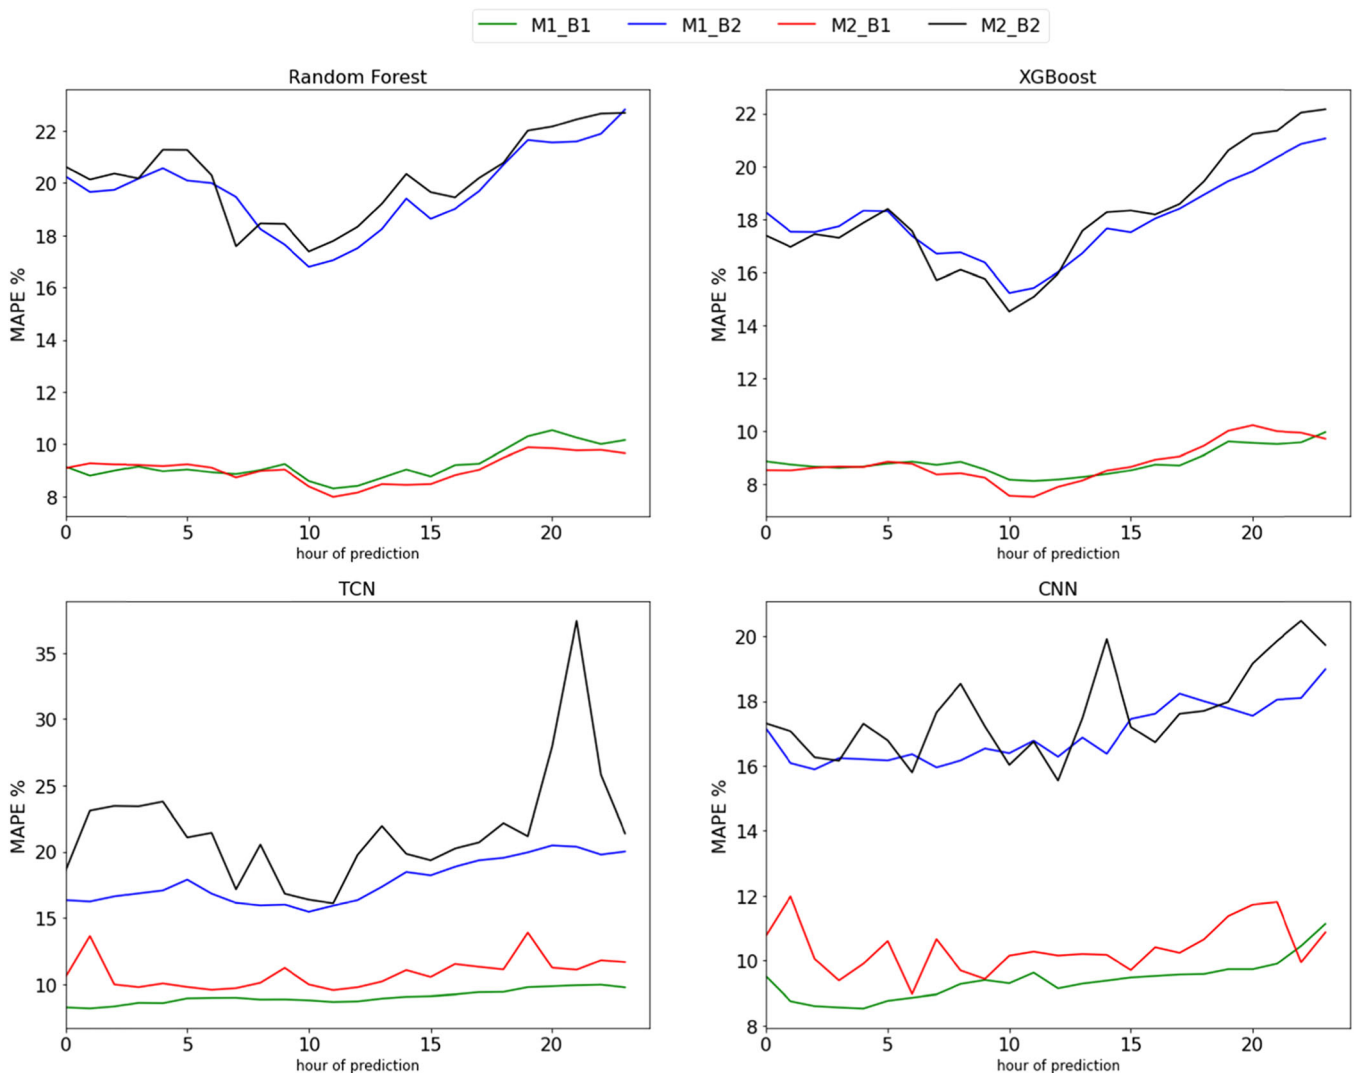 M1_B1 M1_B2 M2_B1 M2_B2
Random Forest
MAPE %
22
20
18
16
14
12
10
8
0 5 10 15 20
hour of prediction
XGBoost
MAPE %
22
20
18
16
14
12
10
8
0 5 10 15 20
hour of prediction
TCN
MAPE %
35
30
25
20
15
10
0 5 10 15 20
hour of prediction
CNN
MAPE %
20
18
16
14
12
10
8
0 5 10 15 20
hour of prediction